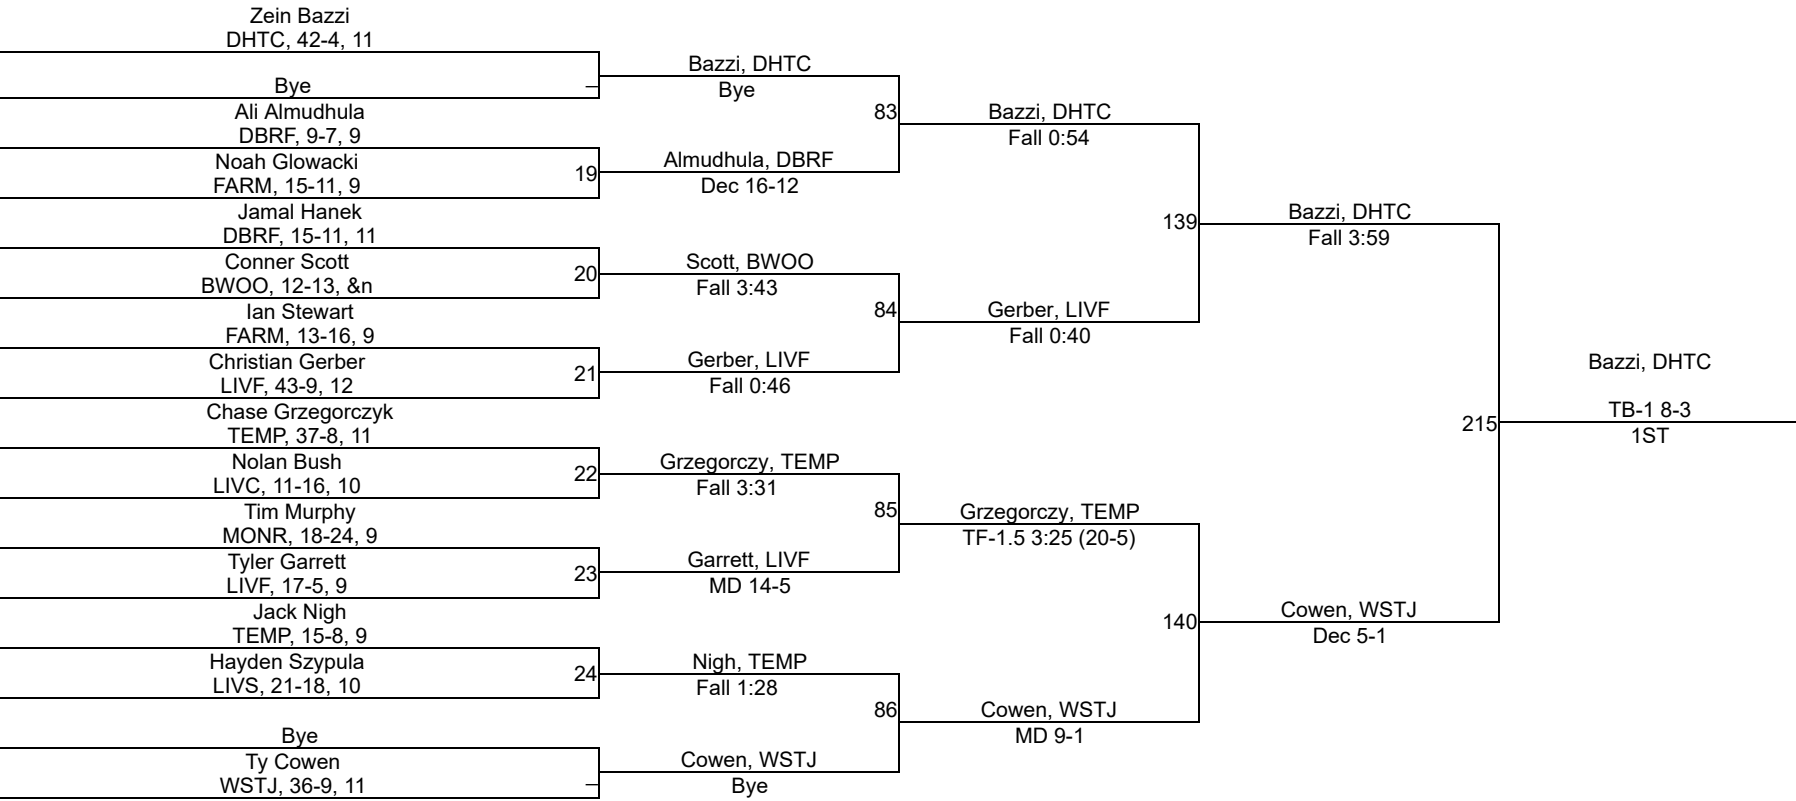 Zein Bazzi
DHTC, 42-4, 11
Bye
–
Ali Almudhula
DBRF, 9-7, 9
Noah Glowacki
FARM, 15-11, 9
19
Jamal Hanek
DBRF, 15-11, 11
Conner Scott
BWOO, 12-13, &n
20
Ian Stewart
FARM, 13-16, 9
Christian Gerber
LIVF, 43-9, 12
21
Chase Grzegorczyk
TEMP, 37-8, 11
Nolan Bush
LIVC, 11-16, 10
22
Tim Murphy
MONR, 18-24, 9
Tyler Garrett
LIVF, 17-5, 9
23
Jack Nigh
TEMP, 15-8, 9
Hayden Szypula
LIVS, 21-18, 10
24
Bye
Ty Cowen
WSTJ, 36-9, 11
–
Bazzi, DHTC
Bye
83
Almudhula, DBRF
Dec 16-12
Scott, BWOO
Fall 3:43
84
Gerber, LIVF
Fall 0:46
Grzegorczy, TEMP
Fall 3:31
85
Garrett, LIVF
MD 14-5
Nigh, TEMP
Fall 1:28
86
Cowen, WSTJ
Bye
Bazzi, DHTC
Fall 0:54
139
Gerber, LIVF
Fall 0:40
Grzegorczy, TEMP
TF-1.5 3:25 (20-5)
140
Cowen, WSTJ
MD 9-1
Bazzi, DHTC
Fall 3:59
215
Cowen, WSTJ
Dec 5-1
Bazzi, DHTC
TB-1 8-3
1ST